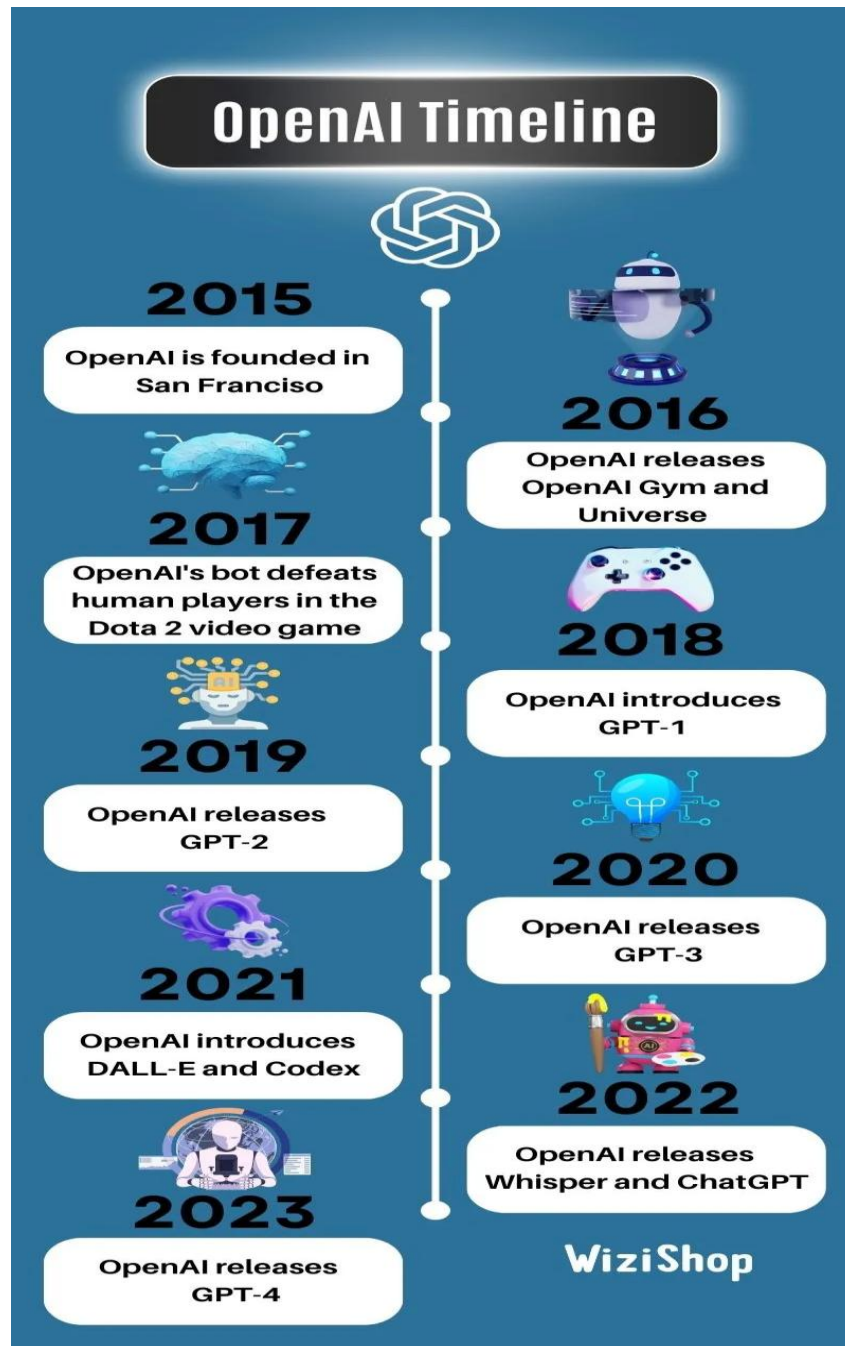 OpenAI Timeline
2015
OpenAI is founded in
San Franciso
2016
OpenAI releases
OpenAI Gym and
Universe
2017
OpenAI's bot defeats
human players in the
Dota 2 video game
2018
OpenAI introduces
GPT-1
2019
AI
OpenAI releases
GPT-2
2020
OpenAI releases
GPT-3
2021
OpenAI introduces
DALL-E and Codex
AI
2022
OpenAI releases
Whisper and ChatGPT
2023
OpenAI releases
GPT-4
WiziShop